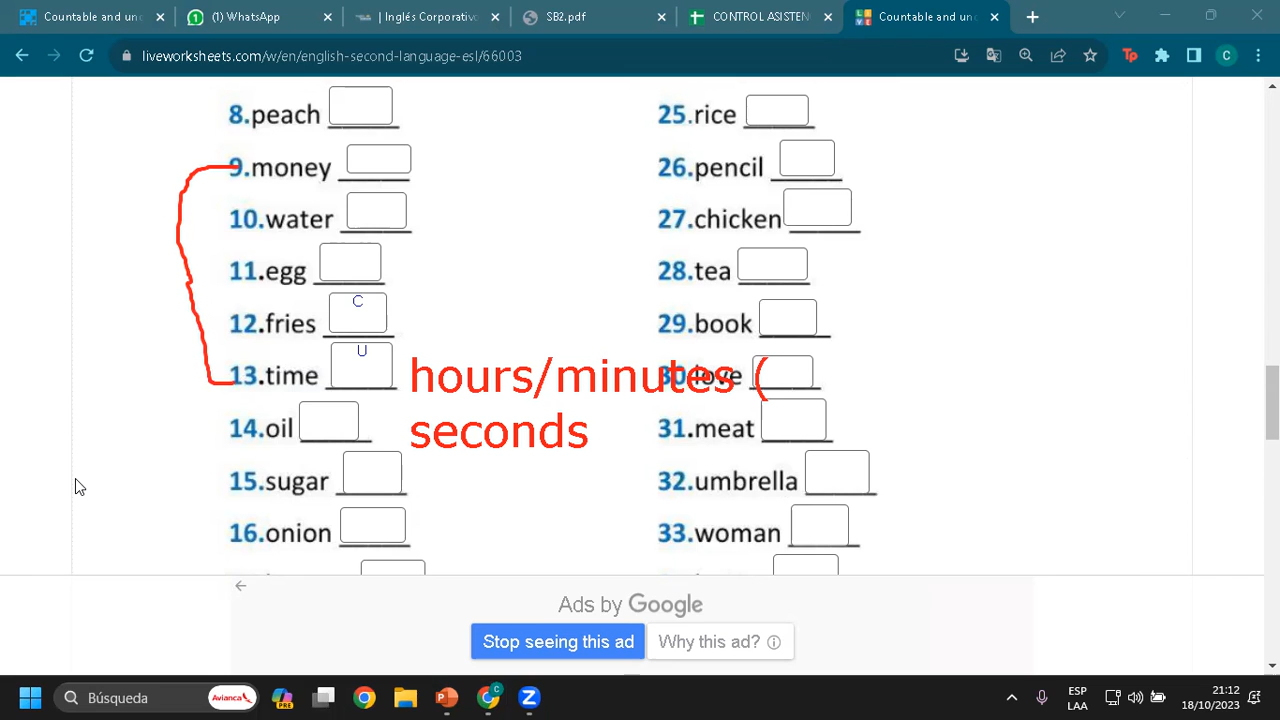 Countable and unc
(1) WhatsApp
| Inglés Corporativo
SB2.pdf
CONTROL ASISTEN
Countable and unc
liveworksheets.com/w/en/english-second-language-esl/66003
C
8.peach
9.money
10.water
11.egg
12.fries C
13.time U hours/minutes (
seconds
14.oil
15.sugar
16.onion
25.rice
26.pencil
27.chicken
28.tea
29.book
30.love
31.meat
32.umbrella
33.woman
Ads by Google
Stop seeing this ad
Why this ad?
Búsqueda
Avianca
PRE
ESP
LAA
21:12
18/10/2023